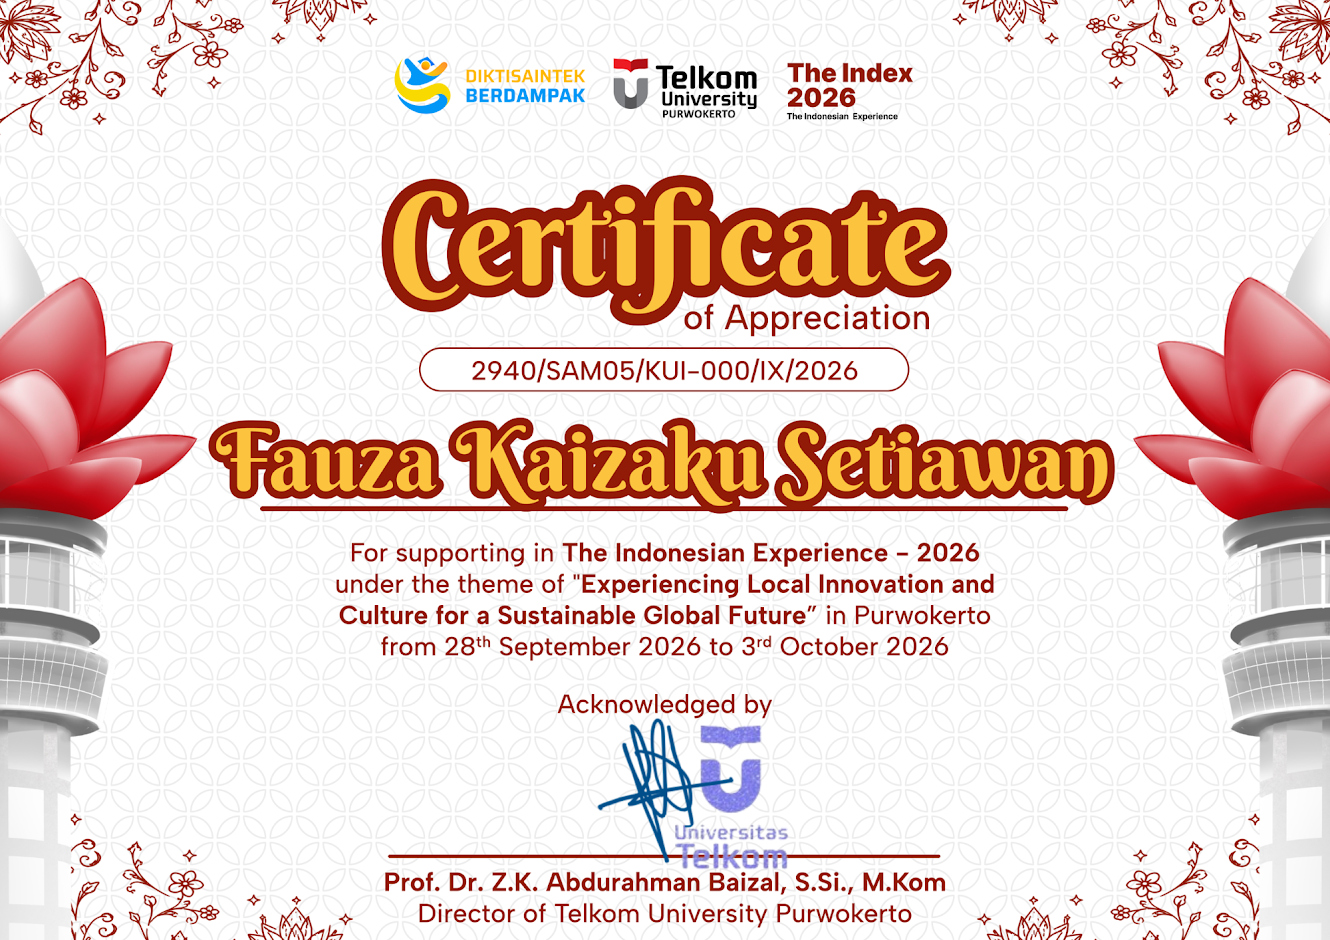 DIKTISAINTEK
BERDAMPAK
Telkom
University
PURWOKERTO
The Index
2026
The Indonesian Experience
Certificate
of Appreciation
2940/SAM05/KUI-000/IX/2026
Fauza Kaizaku Setiawan
For supporting in The Indonesian Experience - 2026
under the theme of "Experiencing Local Innovation and
Culture for a Sustainable Global Future” in Purwokerto
from 28th September 2026 to 3rd October 2026
Acknowledged by
Universitas
Telkom
Prof. Dr. Z.K. Abdurahman Baizal, S.Si., M.Kom
Director of Telkom University Purwokerto